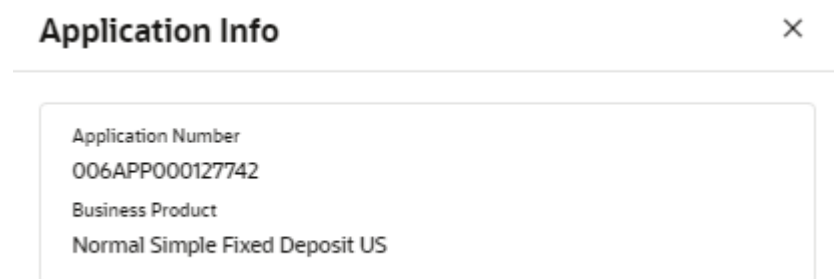 Application Info
Application Number
006APP000127742
Business Product
Normal Simple Fixed Deposit US